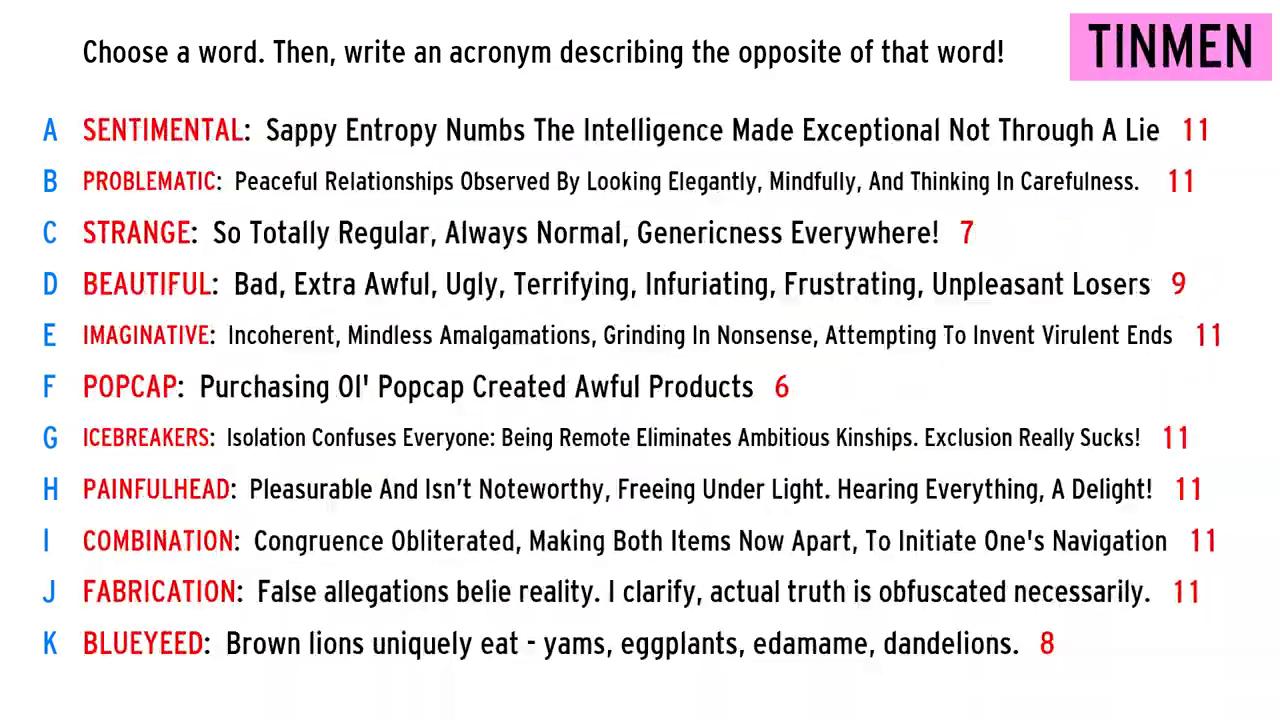 Choose a word. Then, write an acronym describing the opposite of that word!
TINMEN
A SENTIMENTAL: Sappy Entropy Numbs The Intelligence Made Exceptional Not Through A Lie 11
B PROBLEMATIC: Peaceful Relationships Observed By Looking Elegantly, Mindfully, And Thinking In Carefulness. 11
C STRANGE: So Totally Regular, Always Normal, Genericness Everywhere! 7
D BEAUTIFUL: Bad, Extra Awful, Ugly, Terrifying, Infuriating, Frustrating, Unpleasant Losers 9
E IMAGINATIVE: Incoherent, Mindless Amalgamations, Grinding In Nonsense, Attempting To Invent Virulent Ends 11
F POPCAP: Purchasing Ol' Popcap Created Awful Products 6
G ICEBREAKERS: Isolation Confuses Everyone: Being Remote Eliminates Ambitious Kinships. Exclusion Really Sucks! 11
H PAINFULHEAD: Pleasurable And Isn’t Noteworthy, Freeing Under Light. Hearing Everything, A Delight! 11
I COMBINATION: Congruence Obliterated, Making Both Items Now Apart, To Initiate One's Navigation 11
J FABRICATION: False allegations belie reality. I clarify, actual truth is obfuscated necessarily. 11
K BLUEYEED: Brown lions uniquely eat - yams, eggplants, edamame, dandelions. 8